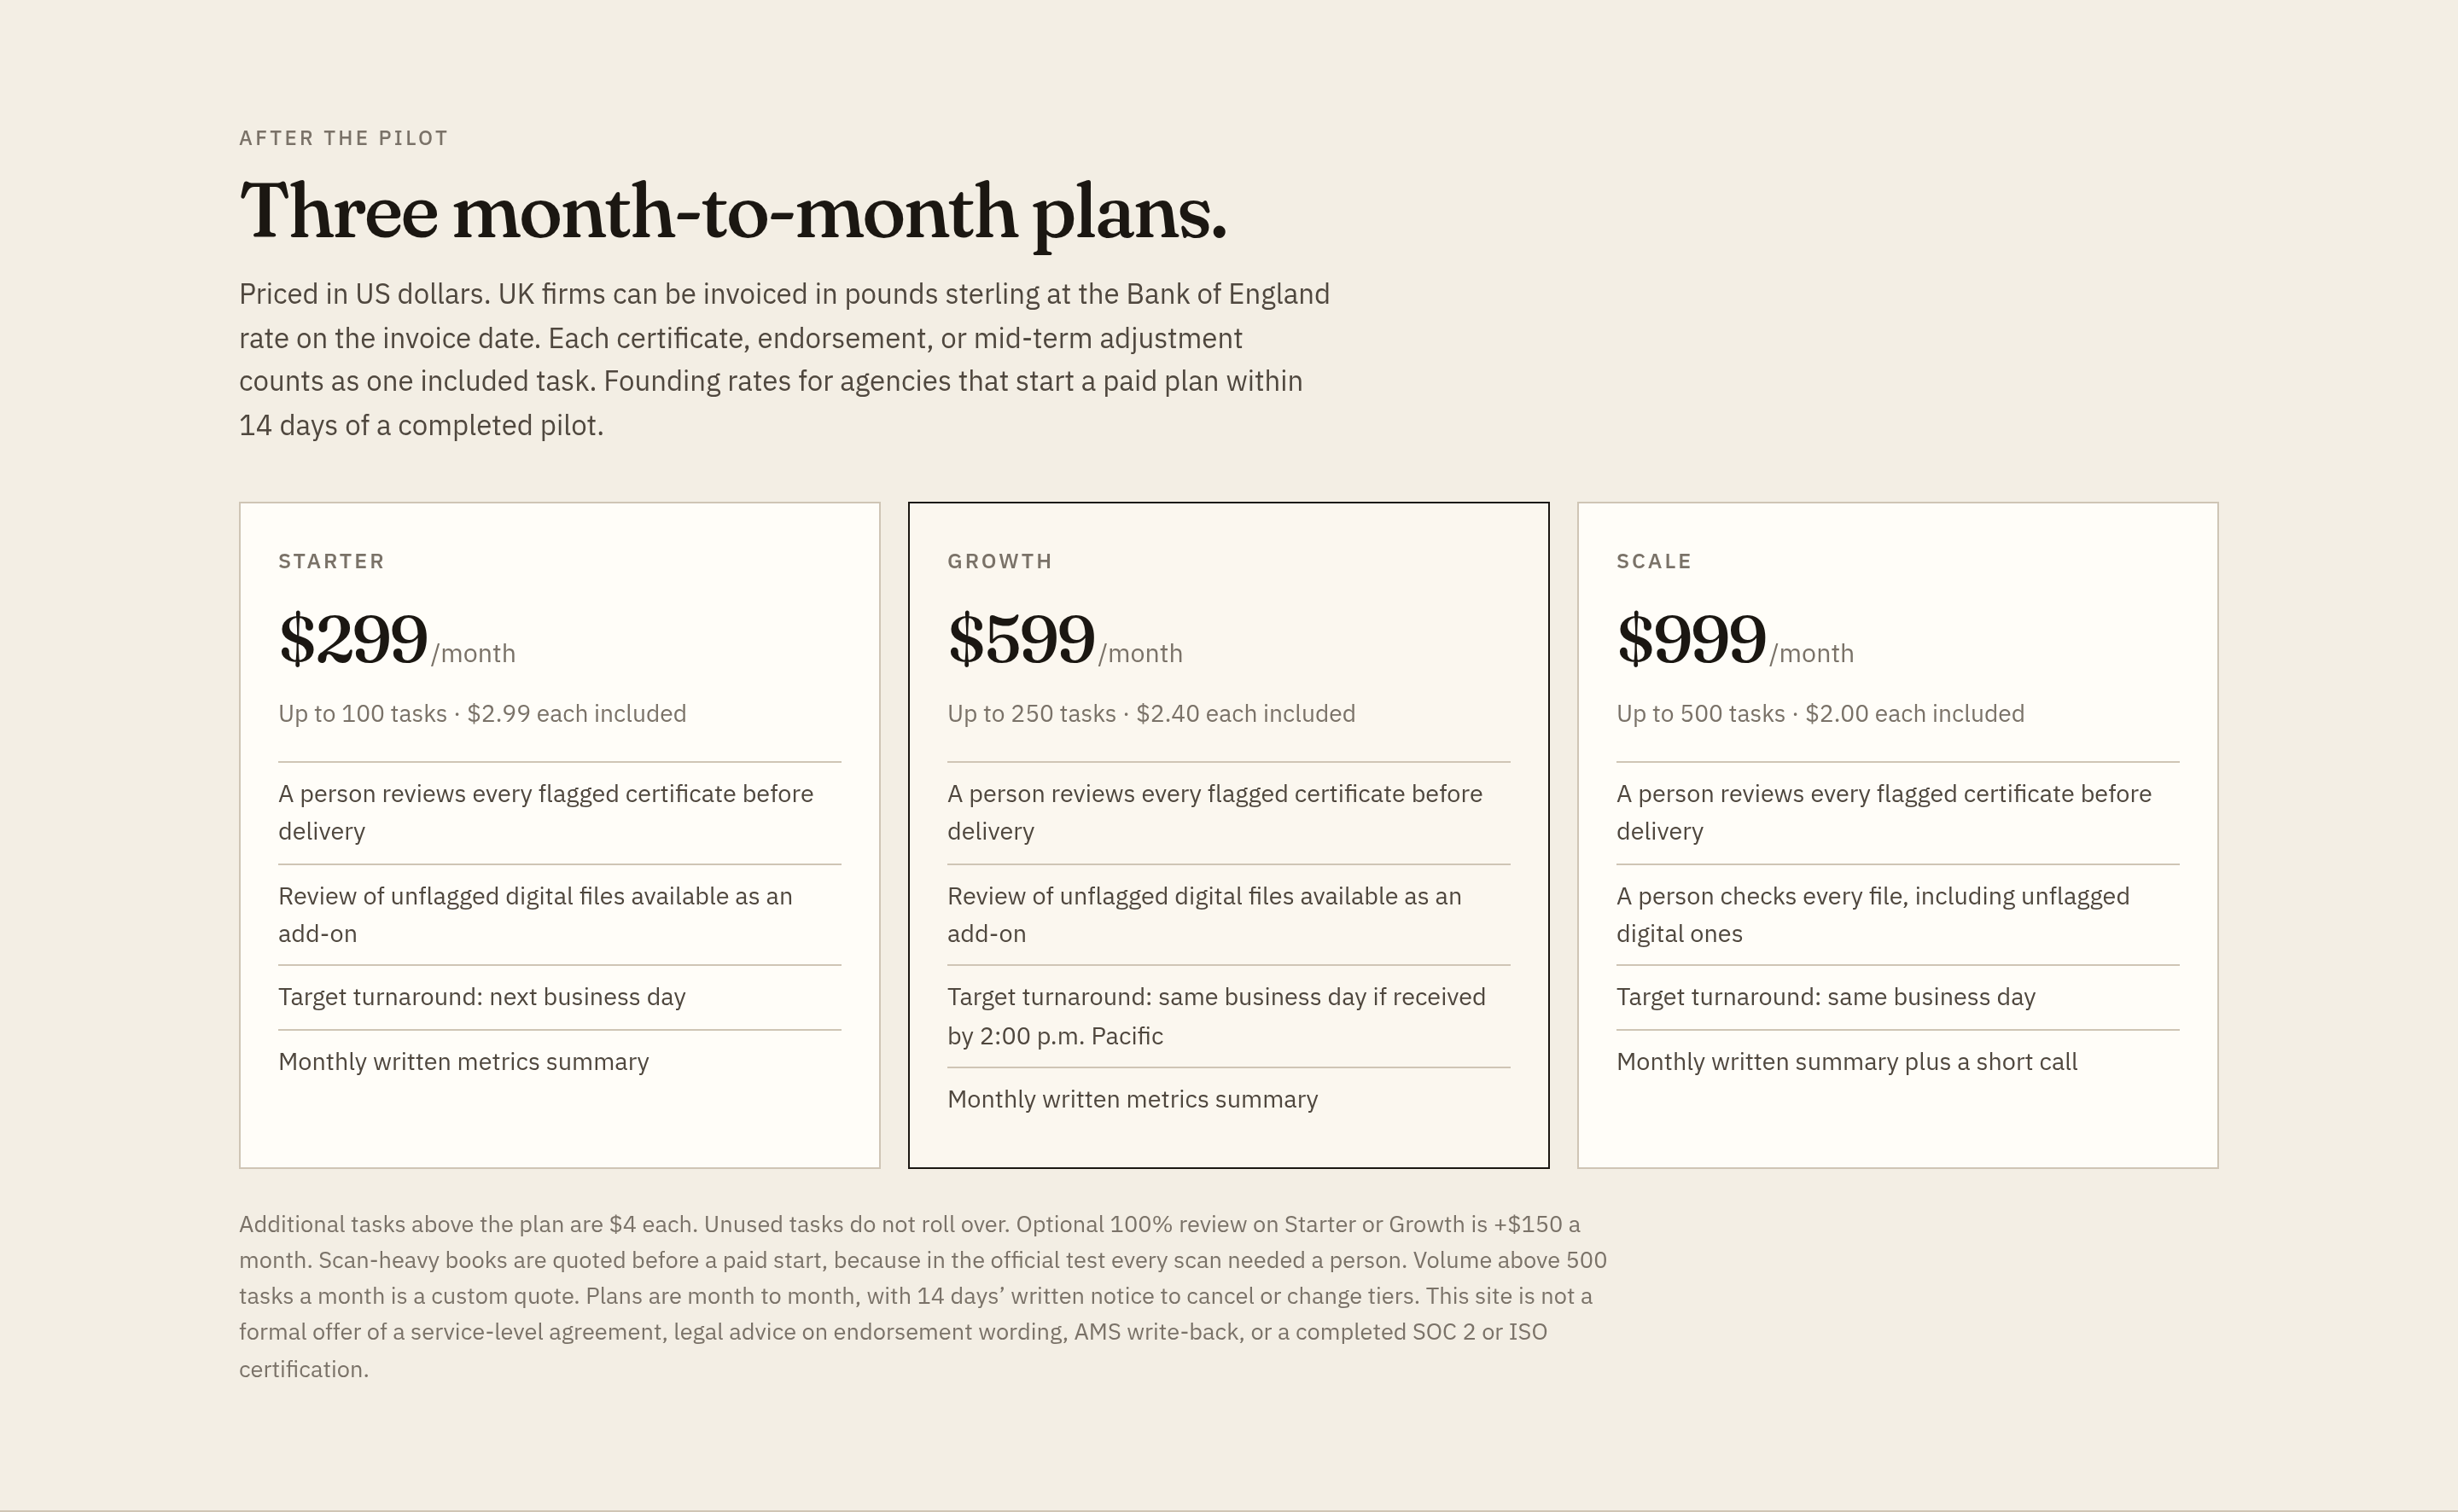 AFTER THE PILOT
Three month-to-month plans.
Priced in US dollars. UK firms can be invoiced in pounds sterling at the Bank of England
rate on the invoice date. Each certificate, endorsement, or mid-term adjustment
counts as one included task. Founding rates for agencies that start a paid plan within
14 days of a completed pilot.
STARTER
$299/month
Up to 100 tasks · $2.99 each included
A person reviews every flagged certificate before
delivery
Review of unflagged digital files available as an
add-on
Target turnaround: next business day
Monthly written metrics summary
GROWTH
$599/month
Up to 250 tasks · $2.40 each included
A person reviews every flagged certificate before
delivery
Review of unflagged digital files available as an
add-on
Target turnaround: same business day if received
by 2:00 p.m. Pacific
Monthly written metrics summary
SCALE
$999/month
Up to 500 tasks · $2.00 each included
A person reviews every flagged certificate before
delivery
A person checks every file, including unflagged
digital ones
Target turnaround: same business day
Monthly written summary plus a short call
Additional tasks above the plan are $4 each. Unused tasks do not roll over. Optional 100% review on Starter or Growth is +$150 a
month. Scan-heavy books are quoted before a paid start, because in the official test every scan needed a person. Volume above 500
tasks a month is a custom quote. Plans are month to month, with 14 days’ written notice to cancel or change tiers. This site is not a
formal offer of a service-level agreement, legal advice on endorsement wording, AMS write-back, or a completed SOC 2 or ISO
certification.